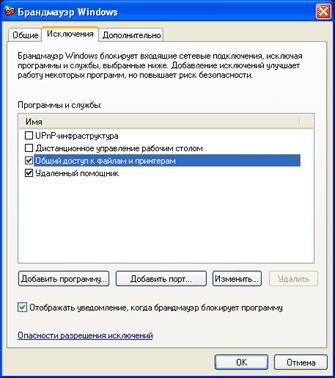 Брандмауэр Windows
Общие Исключения Дополнительно
Брандмауэр Windows блокирует входящие сетевые подключения, исключая
программы и службы, выбранные ниже. Добавление исключений улучшает
работу некоторых программ, но повышает риск безопасности.
Программы и службы:
Имя
UPnP-инфраструктура
Дистанционное управление рабочим столом
Общий доступ к файлам и принтерам
Удаленный помощник
Добавить программу... Добавить порт... Изменить... Удалить
Отображать уведомление, когда брандмауэр блокирует программу
Опасности разрешения исключений
OK Отмена